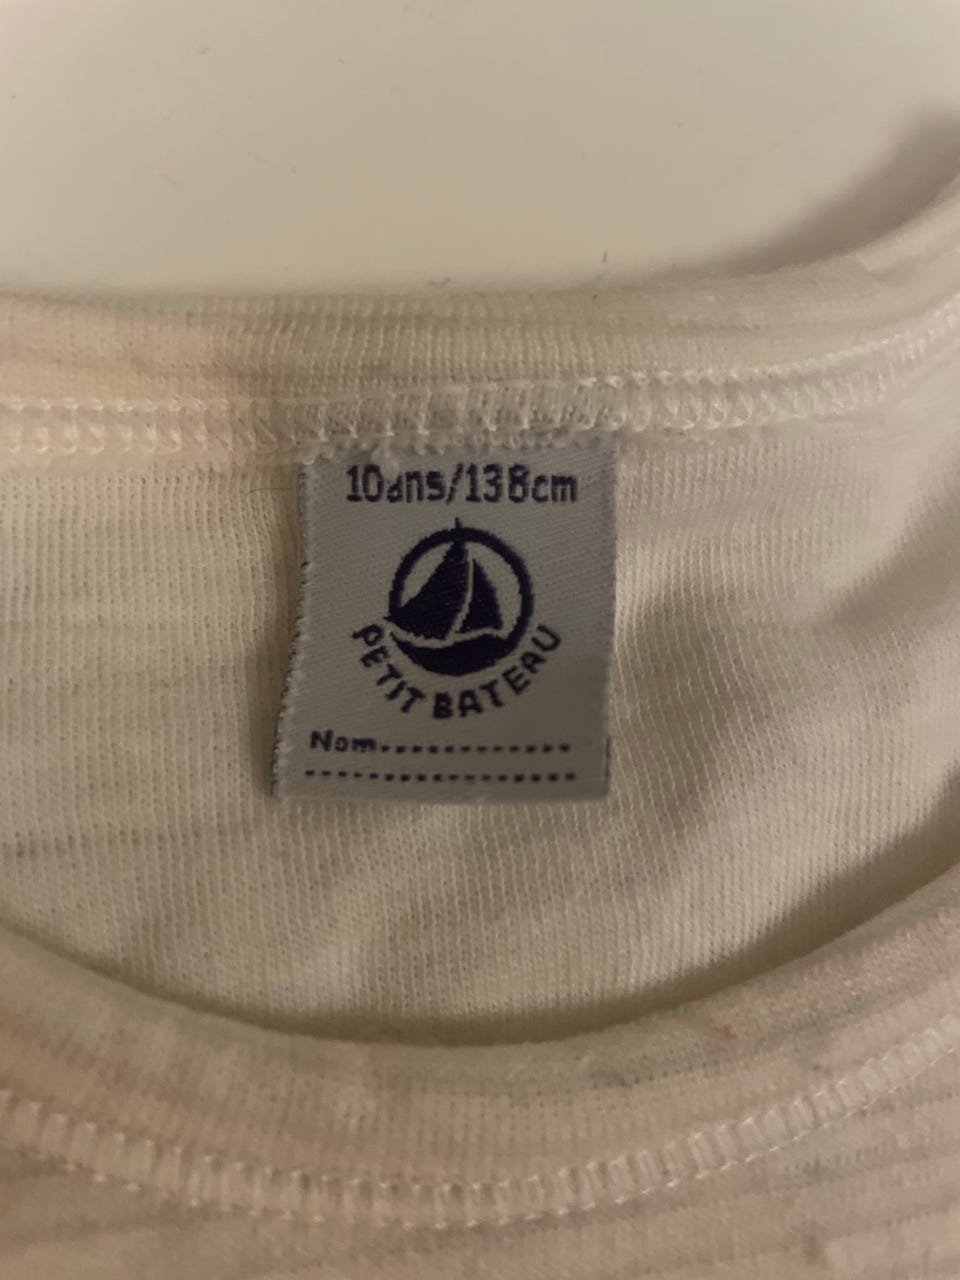 10ans/138cm
PETIT BATEAU
Nom.............
.................